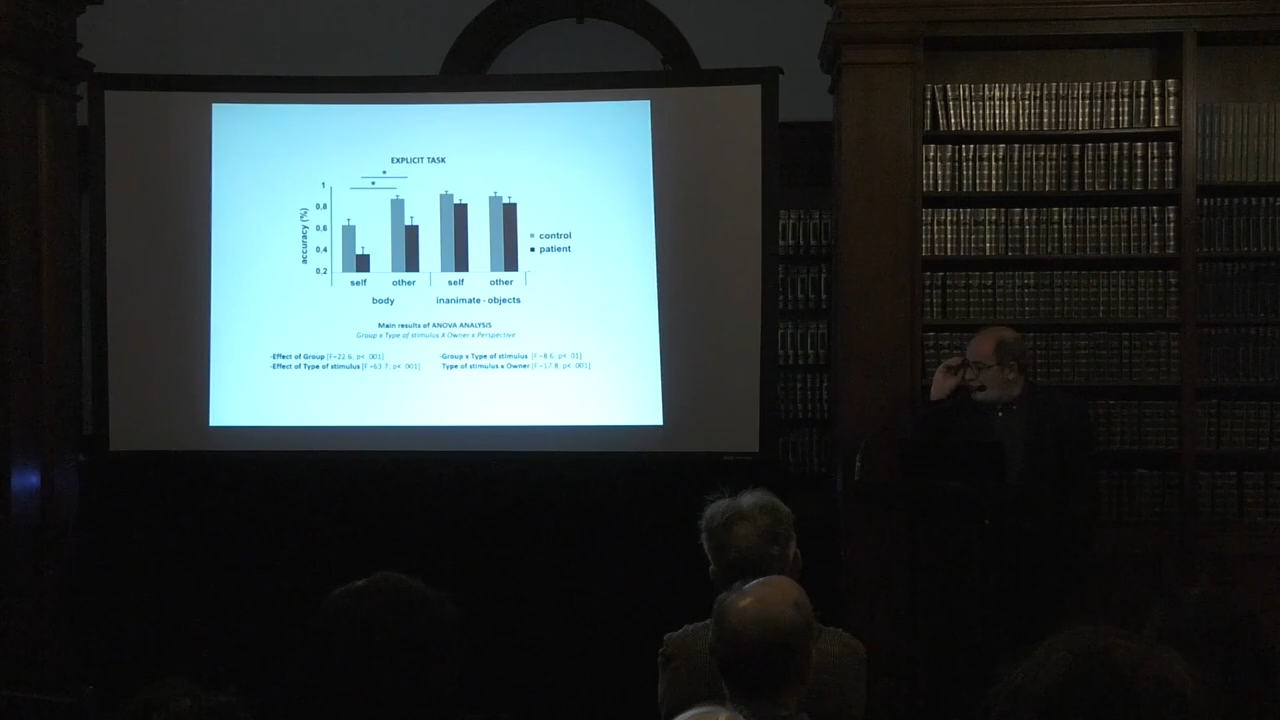 EXPLICIT TASK
*
*
1
0,8
0,6
0,4
0,2
accuracy (%)
control
patient
self other self other
body inanimate - objects
Main results of ANOVA ANALYSIS
Group x Type of stimulus X Owner x Perspective
-Effect of Group [F=22.6; p< .001] -Group x Type of stimulus [F=8.6; p< .01]
-Effect of Type of stimulus [F=63.7; p< .001] Type of stimulus x Owner [F=17.8 p< .001]